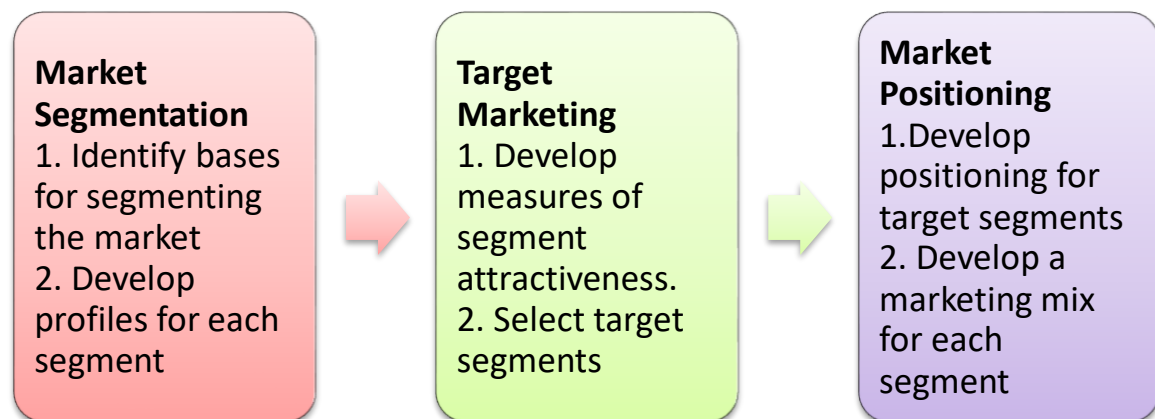 Market
Segmentation
1. Identify bases
for segmenting
the market
2. Develop
profiles for each
segment
Target
Marketing
1. Develop
measures of
segment
attractiveness.
2. Select target
segments
Market
Positioning
1.Develop
positioning for
target segments
2. Develop a
marketing mix
for each
segment